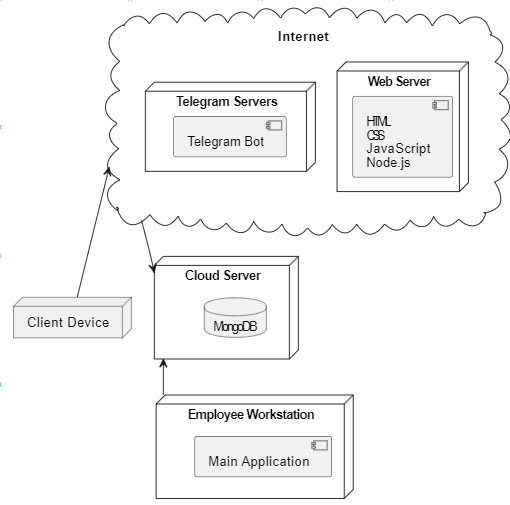 Internet
Telegram Servers
Telegram Bot
Web Server
HTML
CSS
JavaScript
Node.js
Cloud Server
MongoDB
Client Device
Employee Workstation
Main Application